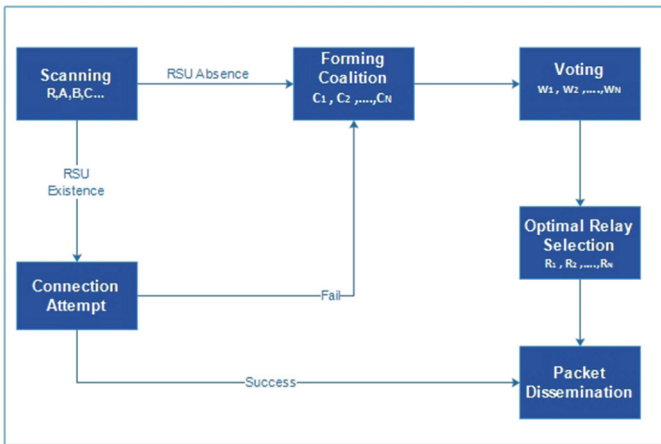 Scanning
R,A,B,C...
RSU Absence
Forming
Coalition
C₁ , C₂ ,....,Cₙ
Voting
W₁ , W₂ ,....,Wₙ
RSU
Existence
Optimal Relay
Selection
R₁ , R₂ ,....,Rₙ
Connection
Attempt
Fail
Success
Packet
Dissemination